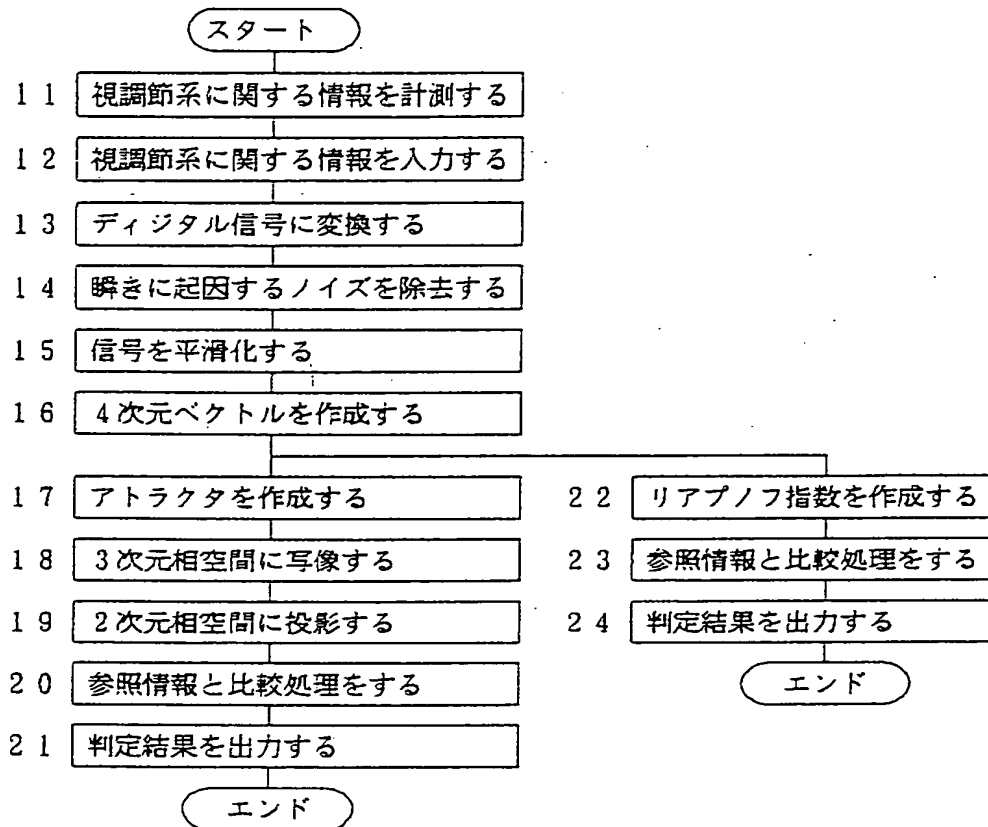 スタート
11 視調節系に関する情報を計測する
12 視調節系に関する情報を入力する
13 ディジタル信号に変換する
14 瞬きに起因するノイズを除去する
15 信号を平滑化する
16 4次元ベクトルを作成する
17 アトラクタを作成する
18 3次元相空間に写像する
19 2次元相空間に投影する
20 参照情報と比較処理をする
21 判定結果を出力する
エンド
22 リアプノフ指数を作成する
23 参照情報と比較処理をする
24 判定結果を出力する
エンド